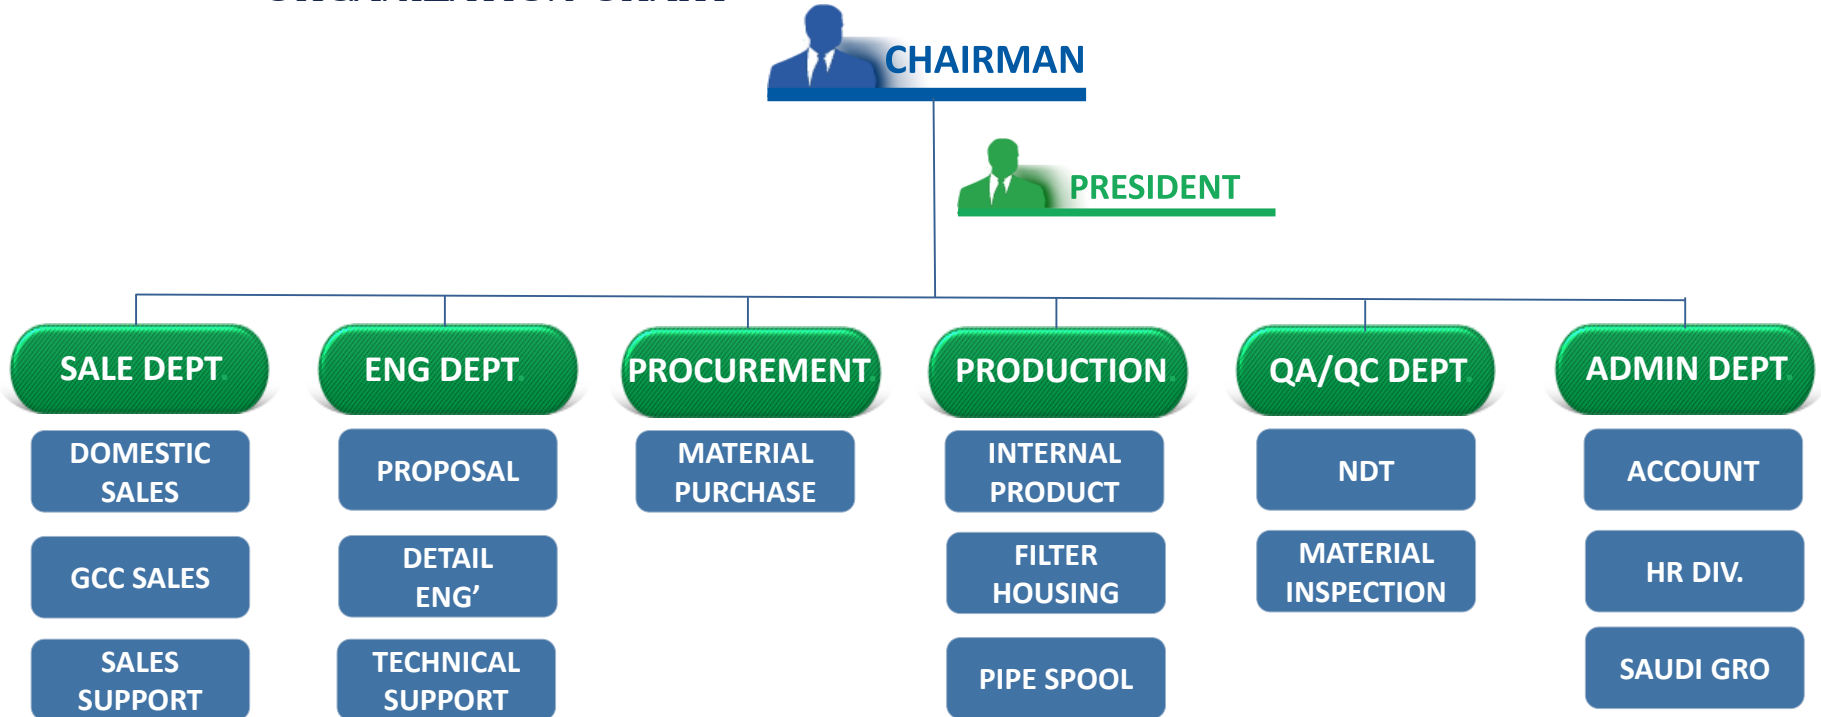 ORGANIZATION CHART
CHAIRMAN
PRESIDENT
SALE DEPT.
ENG DEPT.
PROCUREMENT.
PRODUCTION.
QA/QC DEPT.
ADMIN DEPT.
DOMESTIC
SALES
GCC SALES
SALES
SUPPORT
PROPOSAL
DETAIL
ENG’
TECHNICAL
SUPPORT
MATERIAL
PURCHASE
INTERNAL
PRODUCT
FILTER
HOUSING
PIPE SPOOL
NDT
MATERIAL
INSPECTION
ACCOUNT
HR DIV.
SAUDI GRO